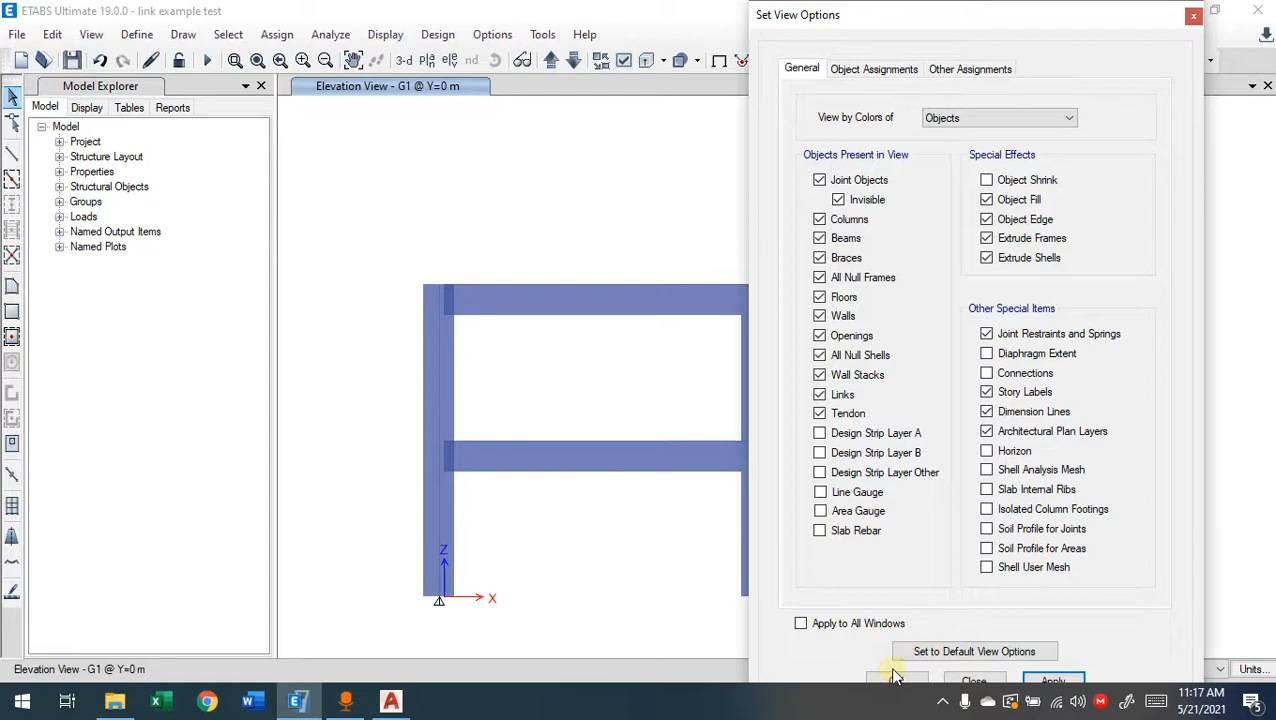 ETABS Ultimate 19.0.0 - link example test
File Edit View Define Draw Select Assign Analyze Display Design Options Tools Help
3-d plạ elẹ nd
Model Explorer
Model Display Tables Reports
Model
Project
Structure Layout
Properties
Structural Objects
Groups
Loads
Named Output Items
Named Plots
Elevation View - G1 @ Y=0 m
Z
X
Set View Options
x
General Object Assignments Other Assignments
View by Colors of Objects
Objects Present in View
Joint Objects
Invisible
Columns
Beams
Braces
All Null Frames
Floors
Walls
Openings
All Null Shells
Wall Stacks
Links
Tendon
Design Strip Layer A
Design Strip Layer B
Design Strip Layer Other
Line Gauge
Area Gauge
Slab Rebar
Special Effects
Object Shrink
Object Fill
Object Edge
Extrude Frames
Extrude Shells
Other Special Items
Joint Restraints and Springs
Diaphragm Extent
Connections
Story Labels
Dimension Lines
Architectural Plan Layers
Horizon
Shell Analysis Mesh
Slab Internal Ribs
Isolated Column Footings
Soil Profile for Joints
Soil Profile for Areas
Shell User Mesh
Apply to All Windows
Set to Default View Options
Close Apply
Elevation View - G1 @ Y=0 m
Units...
11:17 AM
5/21/2021
5